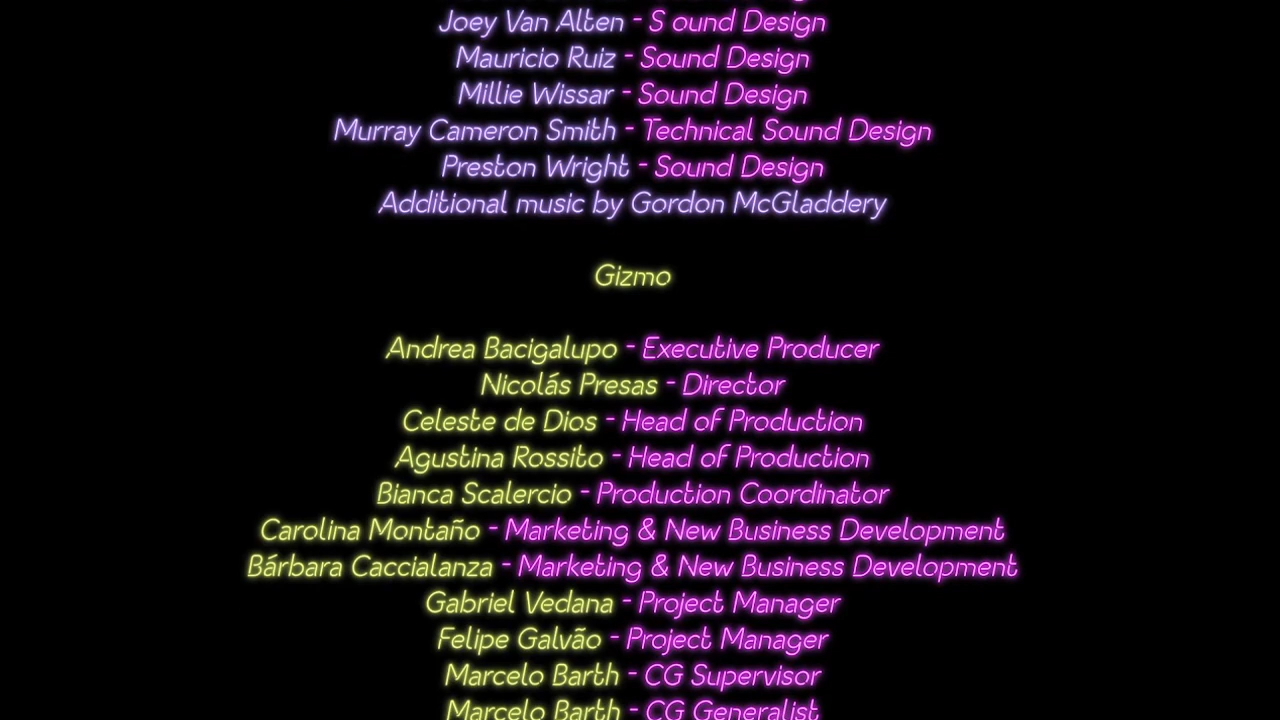 Joey Van Alten - S ound Design
Mauricio Ruiz - Sound Design
Millie Wissar - Sound Design
Murray Cameron Smith - Technical Sound Design
Preston Wright - Sound Design
Additional music by Gordon McGladdery
Gizmo
Andrea Bacigalupo - Executive Producer
Nicolás Presas - Director
Celeste de Dios - Head of Production
Agustina Rossito - Head of Production
Bianca Scalercio - Production Coordinator
Carolina Montaño - Marketing & New Business Development
Bárbara Caccialanza - Marketing & New Business Development
Gabriel Vedana - Project Manager
Felipe Galvão - Project Manager
Marcelo Barth - CG Supervisor
Marcelo Barth - CG Generalist